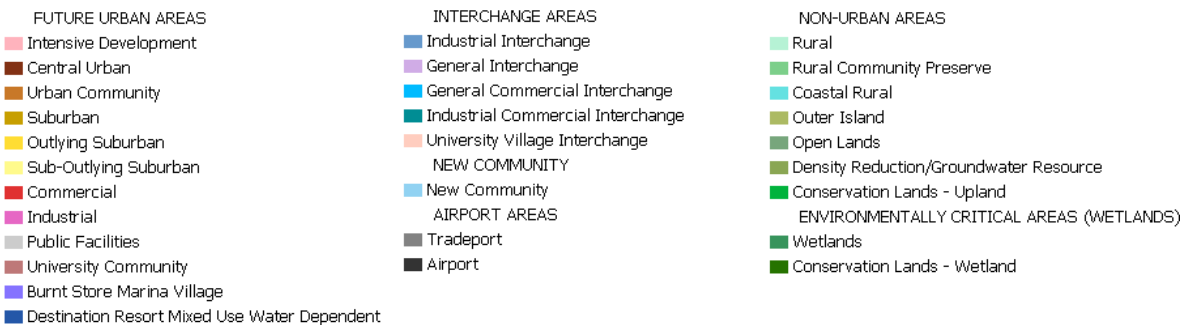 FUTURE URBAN AREAS
Intensive Development
Central Urban
Urban Community
Suburban
Outlying Suburban
Sub-Outlying Suburban
Commercial
Industrial
Public Facilities
University Community
Burnt Store Marina Village
Destination Resort Mixed Use Water Dependent
INTERCHANGE AREAS
Industrial Interchange
General Interchange
General Commercial Interchange
Industrial Commercial Interchange
University Village Interchange
NEW COMMUNITY
New Community
AIRPORT AREAS
Tradeport
Airport
NON-URBAN AREAS
Rural
Rural Community Preserve
Coastal Rural
Outer Island
Open Lands
Density Reduction/Groundwater Resource
Conservation Lands - Upland
ENVIRONMENTALLY CRITICAL AREAS (WETLANDS)
Wetlands
Conservation Lands - Wetland